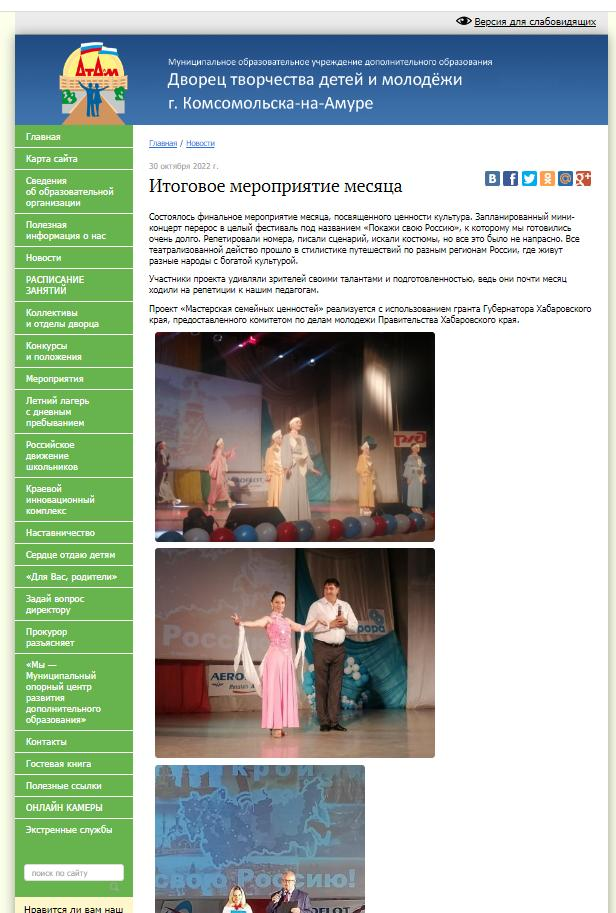 Версия для слабовидящих
ДТДиМ
Муниципальное образовательное учреждение дополнительного образования
Дворец творчества детей и молодёжи
г. Комсомольска-на-Амуре
Главная
Карта сайта
Сведения
об образовательной
организации
Полезная
информация о нас
Новости
РАСПИСАНИЕ
ЗАНЯТИЙ
Коллективы
и отделы дворца
Конкурсы
и положения
Мероприятия
Летний лагерь
с дневным
пребыванием
Российское
движение
школьников
Краевой
инновационный
комплекс
Наставничество
Сердце отдаю детям
«Для Вас, родители»
Задай вопрос
директору
Прокурор
разъясняет
«Мы —
Муниципальный
опорный центр
развития
дополнительного
образования»
Контакты
Гостевая книга
Полезные ссылки
ОНЛАЙН КАМЕРЫ
Экстренные службы
поиск по сайту
Нравится ли вам наш
Главная / Новости
30 октября 2022 г.
Итоговое мероприятие месяца
Состоялось финальное мероприятие месяца, посвященного ценности культура. Запланированный мини-
концерт перерос в целый фестиваль под названием «Покажи свою Россию», к которому мы готовились
очень долго. Репетировали номера, писали сценарий, искали костюмы, но все это было не напрасно. Все
театрализованной действо прошло в стилистике путешествий по разным регионам России, где живут
разные народы с богатой культурой.
Участники проекта удивляли зрителей своими талантами и подготовленностью, ведь они почти месяц
ходили на репетиции к нашим педагогам.
Проект «Мастерская семейных ценностей» реализуется с использованием гранта Губернатора Хабаровского
края, предоставленного комитетом по делам молодежи Правительства Хабаровского края.
РЖД
России
AERO
свою Россию!
FLOT